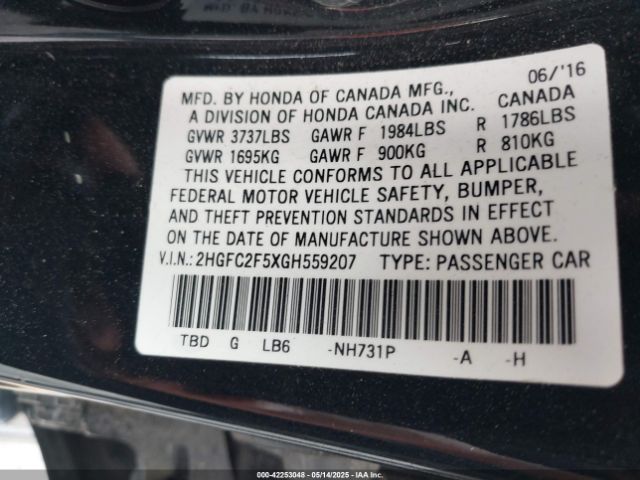 06/'16
MFD. BY HONDA OF CANADA MFG., CANADA
A DIVISION OF HONDA CANADA INC.
GVWR 3737LBS GAWR F 1984LBS R 1786LBS
GVWR 1695KG GAWR F 900KG R 810KG
THIS VEHICLE CONFORMS TO ALL APPLICABLE
FEDERAL MOTOR VEHICLE SAFETY, BUMPER,
AND THEFT PREVENTION STANDARDS IN EFFECT
ON THE DATE OF MANUFACTURE SHOWN ABOVE.
V.I.N.: 2HGFC2F5XGH559207 TYPE: PASSENGER CAR
TBD G LB6 -NH731P -A -H
000-42253048 - 05/14/2025 - IAAI.COM